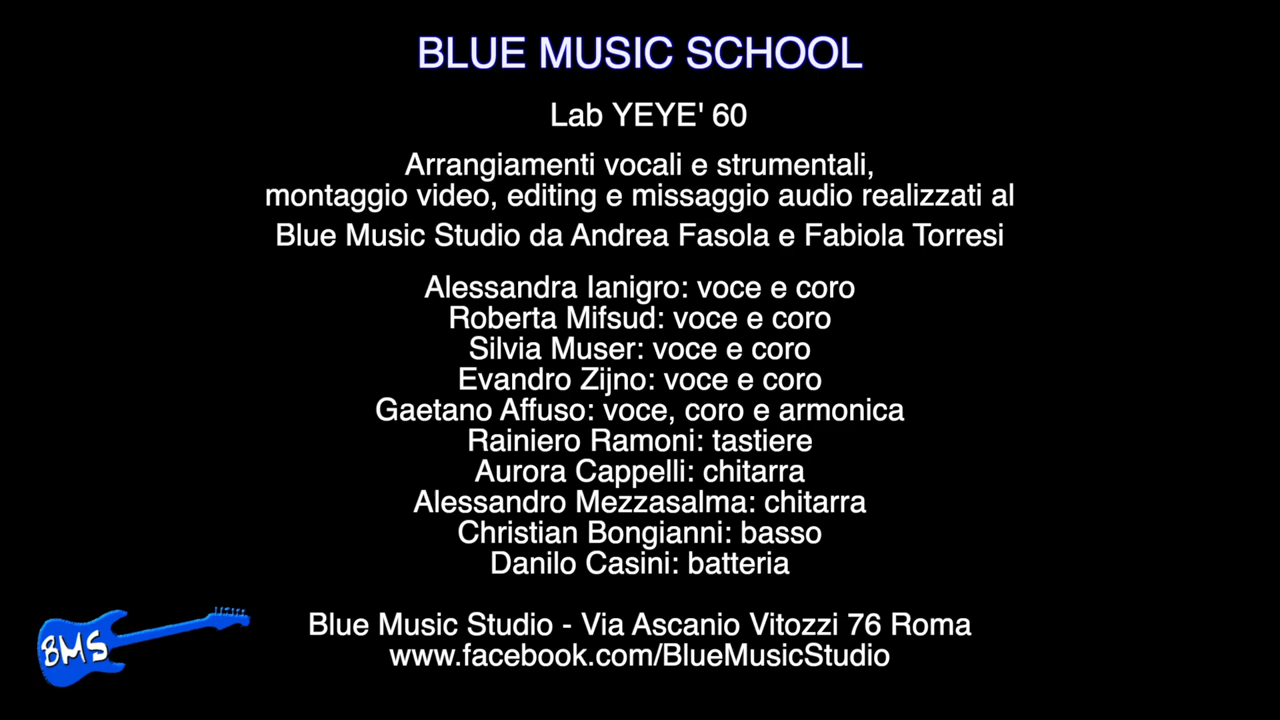 BLUE MUSIC SCHOOL
Lab YEYE' 60
Arrangiamenti vocali e strumentali,
montaggio video, editing e missaggio audio realizzati al
Blue Music Studio da Andrea Fasola e Fabiola Torresi
Alessandra Ianigro: voce e coro
Roberta Mifsud: voce e coro
Silvia Muser: voce e coro
Evandro Zijno: voce e coro
Gaetano Affuso: voce, coro e armonica
Rainiero Ramoni: tastiere
Aurora Cappelli: chitarra
Alessandro Mezzasalma: chitarra
Christian Bongianni: basso
Danilo Casini: batteria
BMS
Blue Music Studio - Via Ascanio Vitozzi 76 Roma
www.facebook.com/BlueMusicStudio